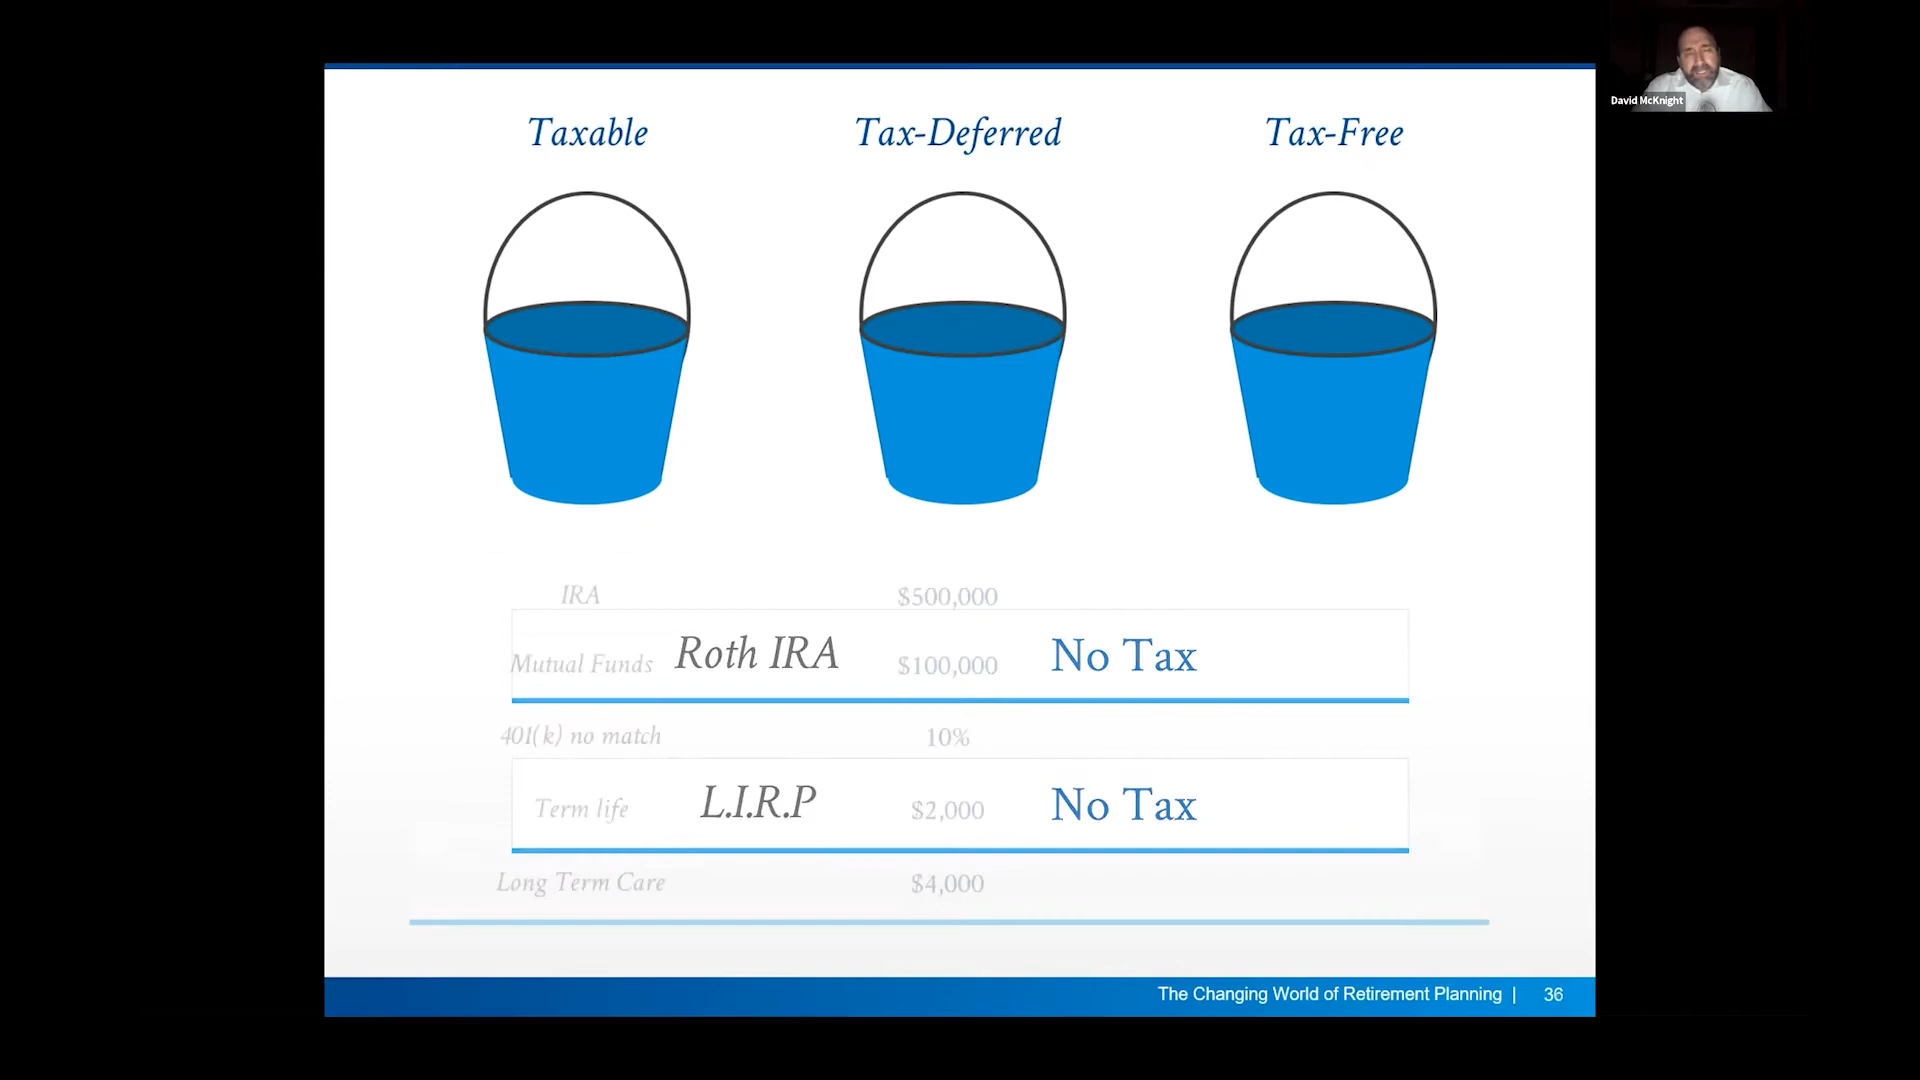 David McKnight
Taxable Tax-Deferred Tax-Free
IRA $500,000
Mutual Funds Roth IRA $100,000 No Tax
401(k) no match 10%
Term life L.I.R.P $2,000 No Tax
Long Term Care $4,000
The Changing World of Retirement Planning | 36